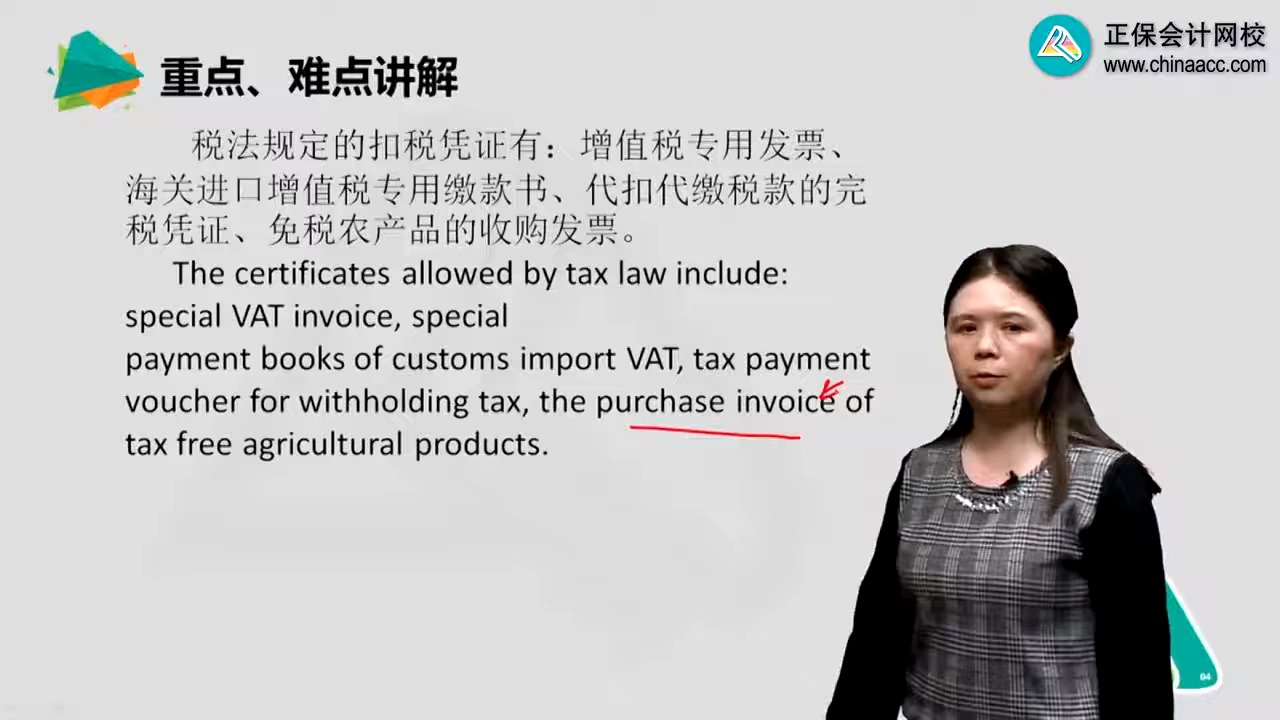 正保会计网校
www.chinaacc.com
重点、难点讲解
税法规定的扣税凭证有：增值税专用发票、
海关进口增值税专用缴款书、代扣代缴税款的完
税凭证、免税农产品的收购发票。
The certificates allowed by tax law include:
special VAT invoice, special
payment books of customs import VAT, tax payment
voucher for withholding tax, the purchase invoice of
tax free agricultural products.
04